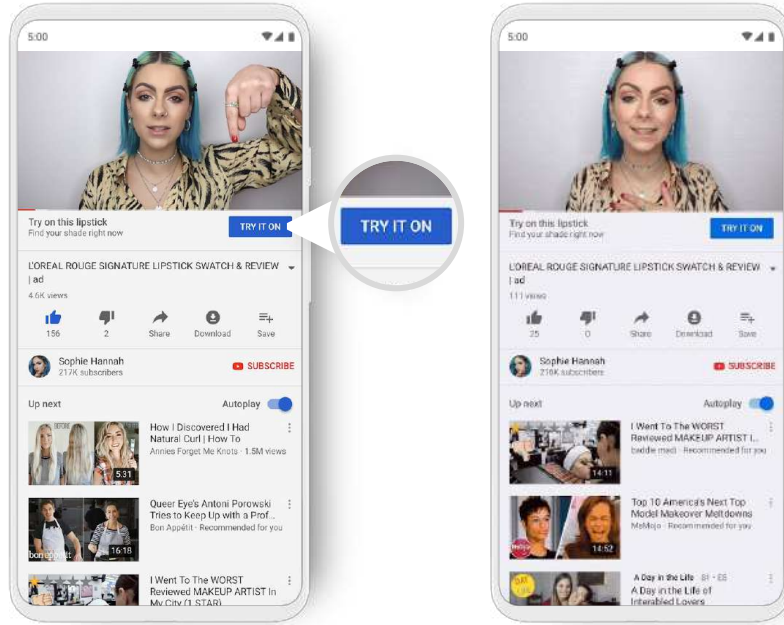 5:00
Try on this lipstick
Find your shade right now
TRY IT ON
L'OREAL ROUGE SIGNATURE LIPSTICK SWATCH & REVIEW
| ad
4.6K views
156
2
Share
Download
Save
Sophie Hannah
217K subscribers
SUBSCRIBE
Up next
Autoplay
BEFORE
5:31
How I Discovered I Had
Natural Curl | How To
Annies Forget Me Knots · 1.5M views
bon appétit
16:18
Queer Eye's Antoni Porowski
Tries to Keep Up with a Prof...
Bon Appétit · Recommended for you
I Went To The WORST
Reviewed MAKEUP ARTIST In
My City (1 STAR)
TRY IT ON
5:00
Try on this lipstick
Find your shade right now
TRY IT ON
L'OREAL ROUGE SIGNATURE LIPSTICK SWATCH & REVIEW
| ad
111 views
25
0
Share
Download
Save
Sophie Hannah
216K subscribers
SUBSCRIBE
Up next
Autoplay
14:11
I Went To The WORST
Reviewed MAKEUP ARTIST I...
Recommended for you
MsMojo
14:52
Top 10 America's Next Top
Model Makeover Meltdowns
MsMojo · Recommended for you
DAY
LIFE
A Day in the Life
A Day in the Life of
Interabled Lovers